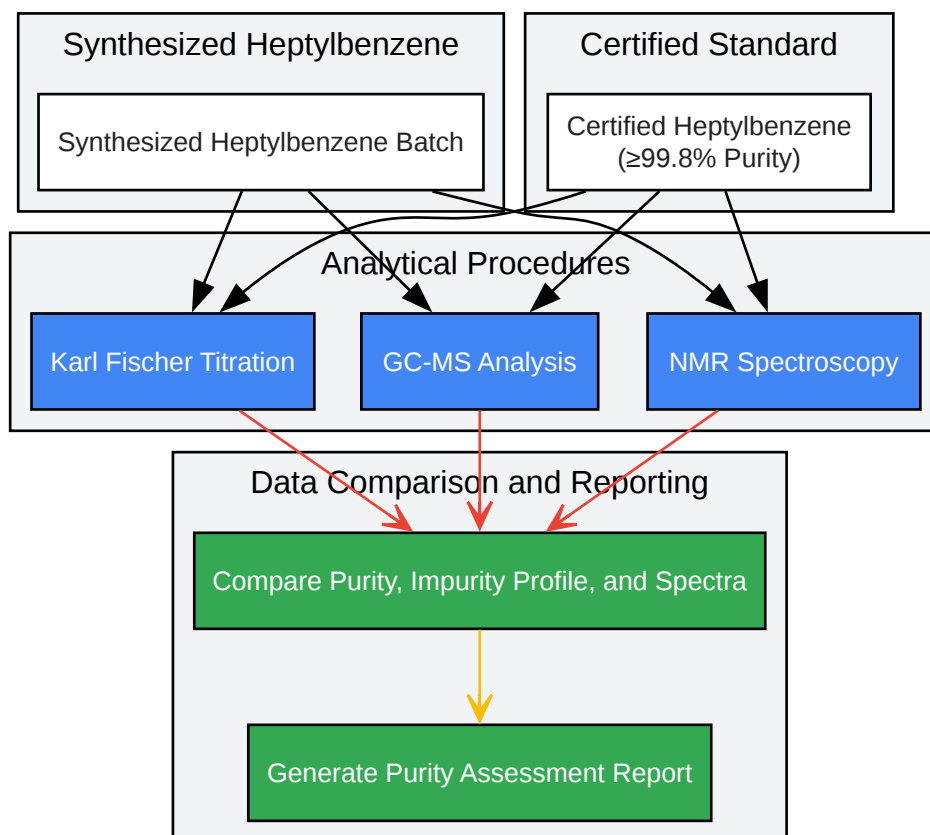 Synthesized Heptylbenzene
Certified Standard
Synthesized Heptylbenzene Batch
Certified Heptylbenzene
(≥99.8% Purity)
Analytical Procedures
Karl Fischer Titration
GC-MS Analysis
NMR Spectroscopy
Data Comparison and Reporting
Compare Purity, Impurity Profile, and Spectra
Generate Purity Assessment Report